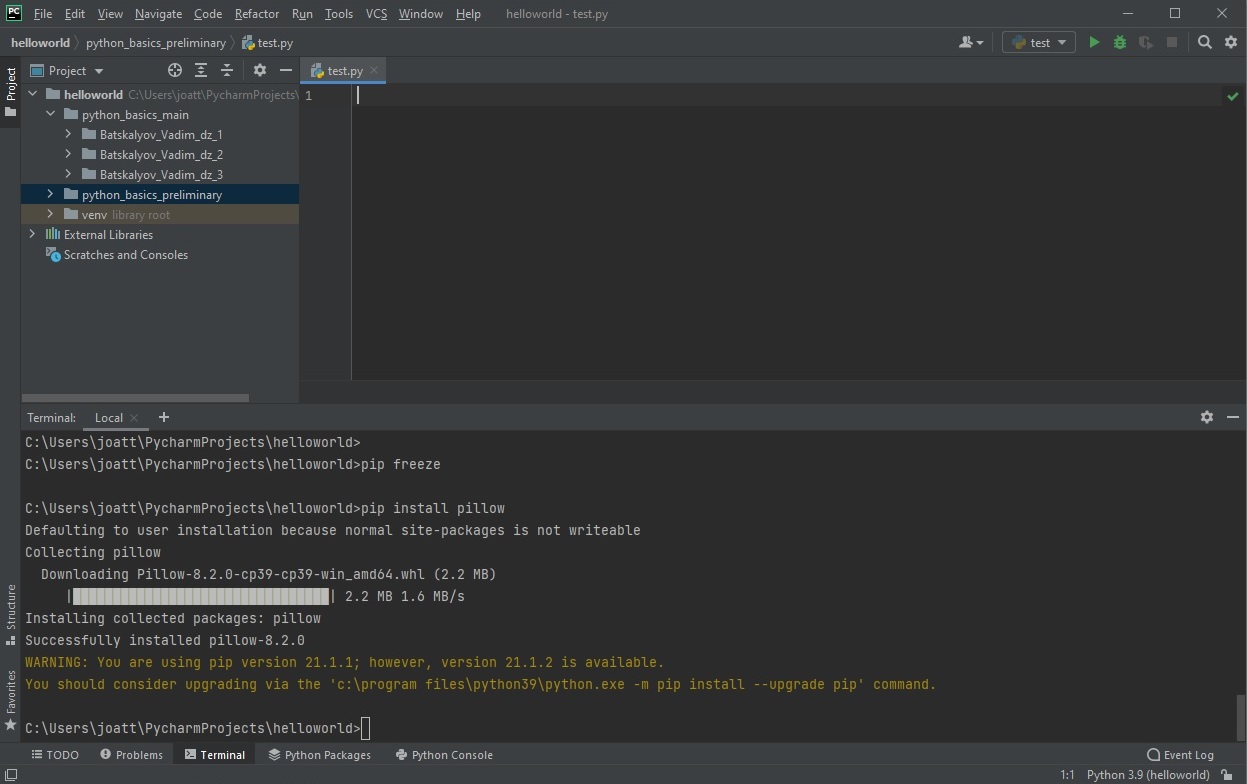 PC File Edit View Navigate Code Refactor Run Tools VCS Window Help helloworld - test.py
helloworld python_basics_preliminary test.py test
Project
Project test.py
helloworld C:\Users\joatt\PycharmProjects\
1
python_basics_main
Batskalyov_Vadim_dz_1
Batskalyov_Vadim_dz_2
Batskalyov_Vadim_dz_3
python_basics_preliminary
venv library root
External Libraries
Scratches and Consoles
Terminal: Local
C:\Users\joatt\PycharmProjects\helloworld>
C:\Users\joatt\PycharmProjects\helloworld>pip freeze
C:\Users\joatt\PycharmProjects\helloworld>pip install pillow
Defaulting to user installation because normal site-packages is not writeable
Collecting pillow
Downloading Pillow-8.2.0-cp39-cp39-win_amd64.whl (2.2 MB)
| | 2.2 MB 1.6 MB/s
Installing collected packages: pillow
Successfully installed pillow-8.2.0
WARNING: You are using pip version 21.1.1; however, version 21.1.2 is available.
You should consider upgrading via the 'c:\program files\python39\python.exe -m pip install --upgrade pip' command.
C:\Users\joatt\PycharmProjects\helloworld>
Structure
Favorites
TODO Problems Terminal Python Packages Python Console Event Log
1:1 Python 3.9 (helloworld)